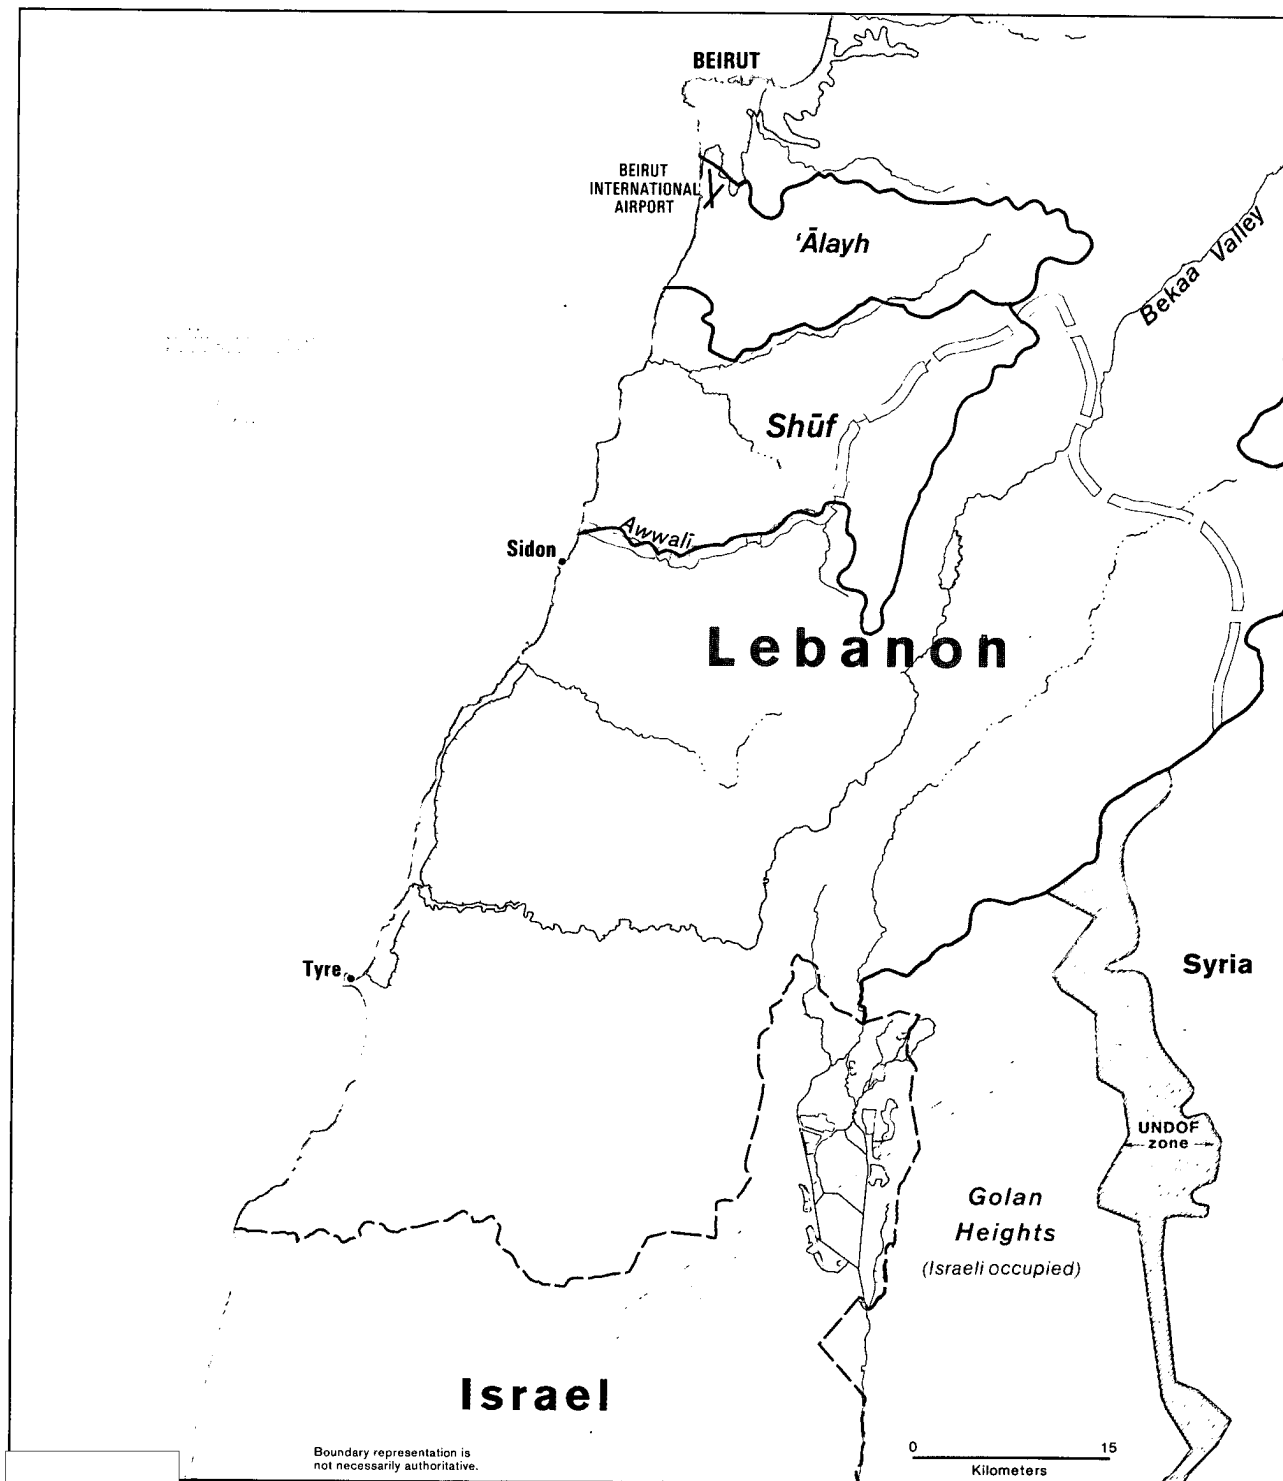 BEIRUT
BEIRUT
INTERNATIONAL
AIRPORT
‘Ālayh
Bekaa Valley
Shūf
Awwalī
Sidon
Lebanon
Tyre
Syria
UNDOF
zone
Golan
Heights
(Israeli occupied)
Israel
Boundary representation is
not necessarily authoritative.
0 15
Kilometers